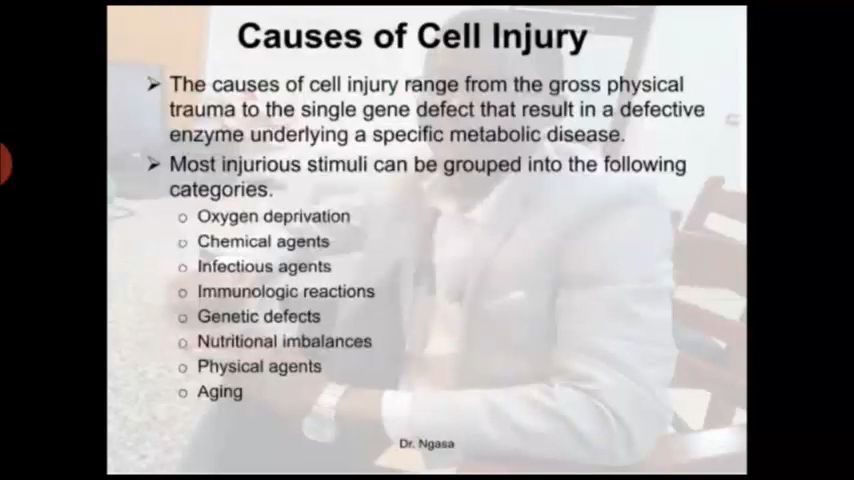 Causes of Cell Injury
➢ The causes of cell injury range from the gross physical
trauma to the single gene defect that result in a defective
enzyme underlying a specific metabolic disease.
➢ Most injurious stimuli can be grouped into the following
categories.
o Oxygen deprivation
o Chemical agents
o Infectious agents
o Immunologic reactions
o Genetic defects
o Nutritional imbalances
o Physical agents
o Aging
Dr. Ngasa